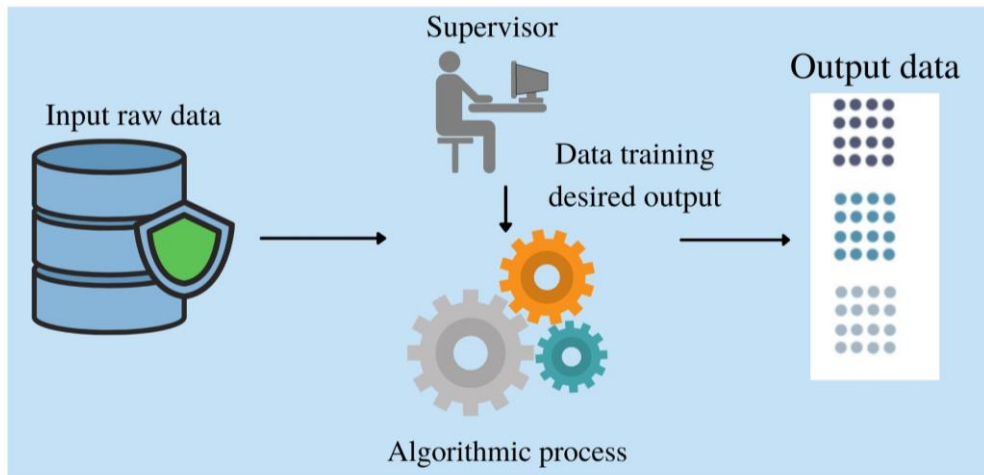 Supervisor
Output data
Input raw data
Data training
desired output
Algorithmic process